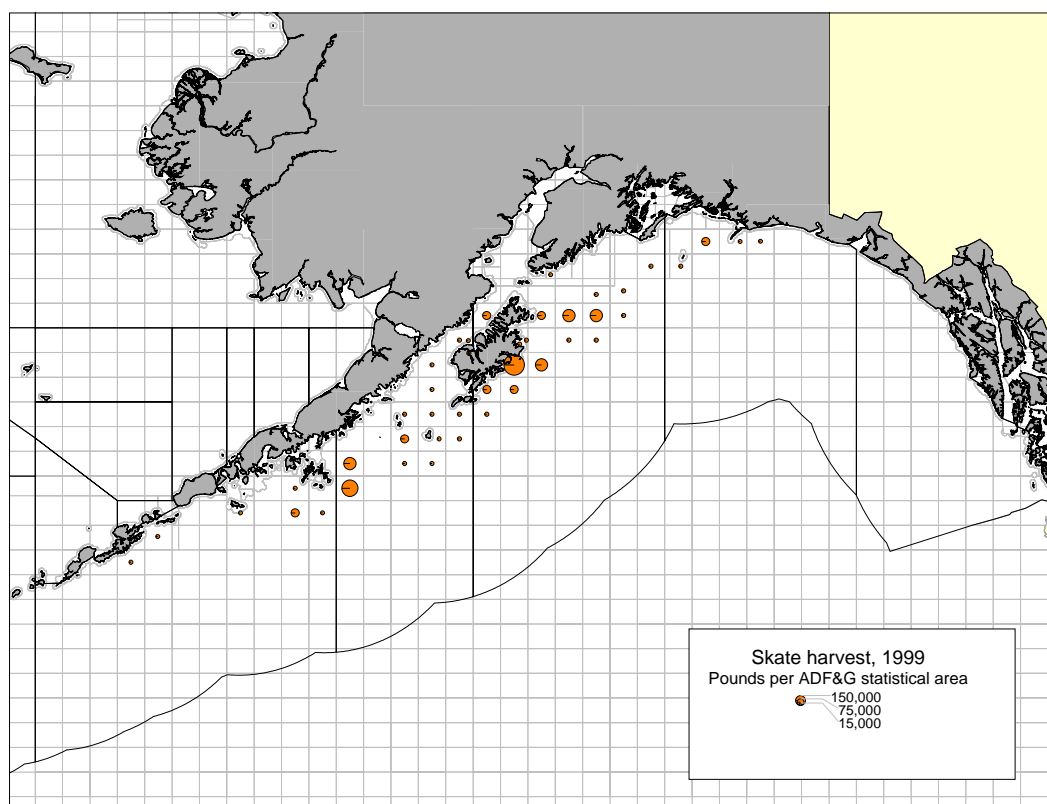 Skate harvest, 1999
Pounds per ADF&G statistical area
150,000
75,000
15,000